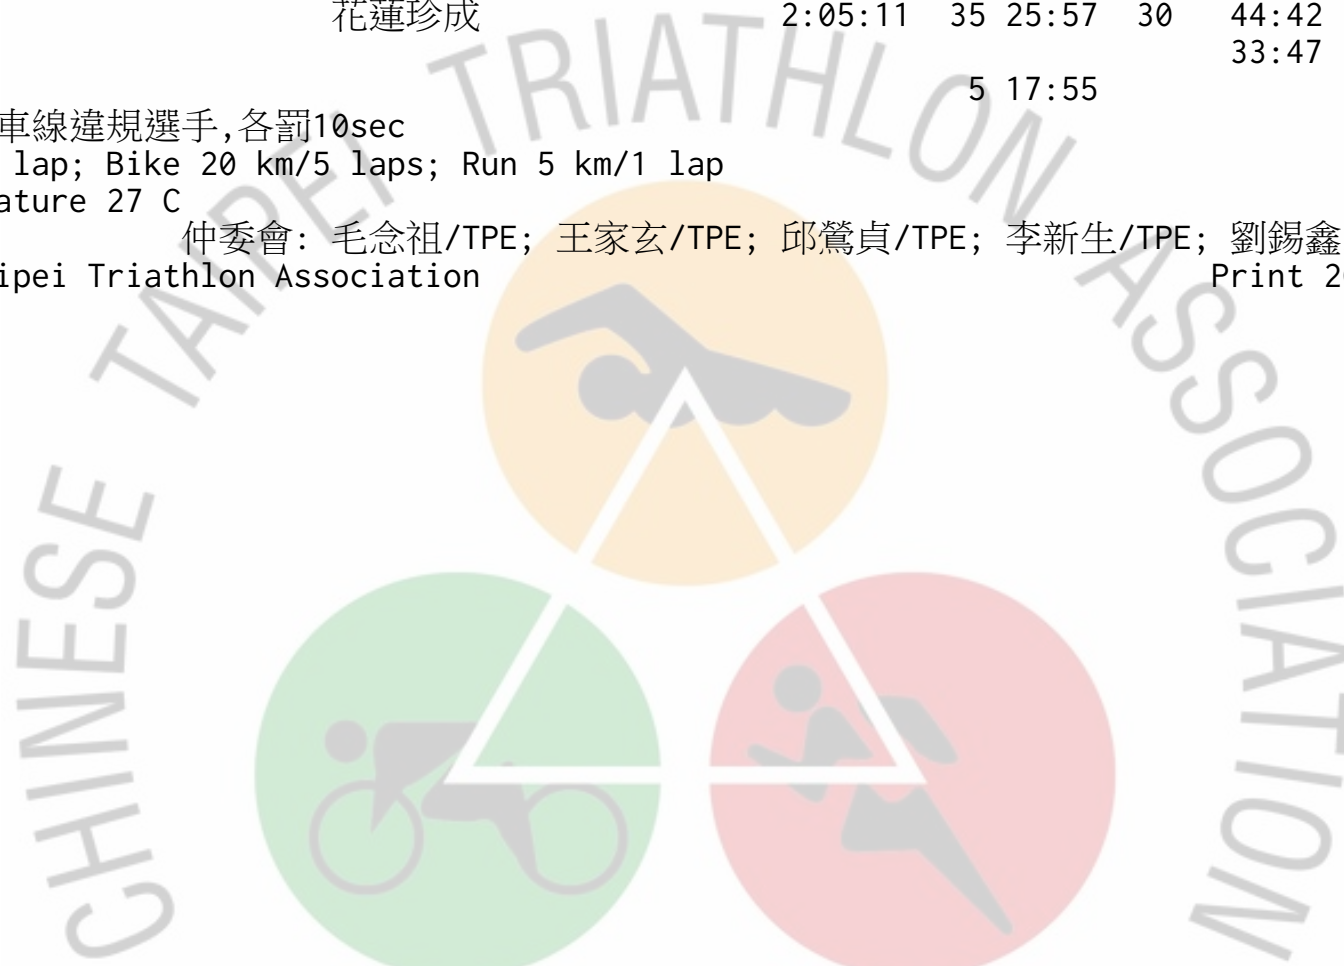 花蓮珍成 2:05:11 35 25:57 30 44:42
33:47
5 17:55
車線違規選手,各罰10sec
lap; Bike 20 km/5 laps; Run 5 km/1 lap
ature 27 C
仲委會: 毛念祖/TPE; 王家玄/TPE; 邱鶯貞/TPE; 李新生/TPE; 劉錫鑫
ipei Triathlon Association Print 2
CHINESE TAIPEI TRIATHLON ASSOCIATION